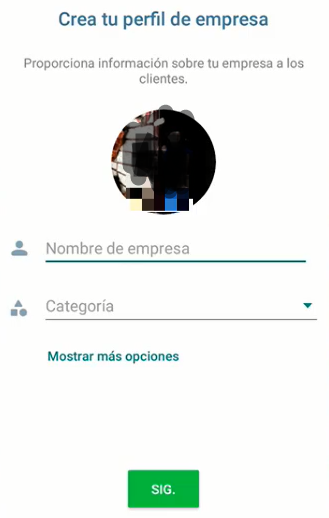 Crea tu perfil de empresa
Proporciona información sobre tu empresa a los
clientes.
Nombre de empresa
Categoría
Mostrar más opciones
SIG.